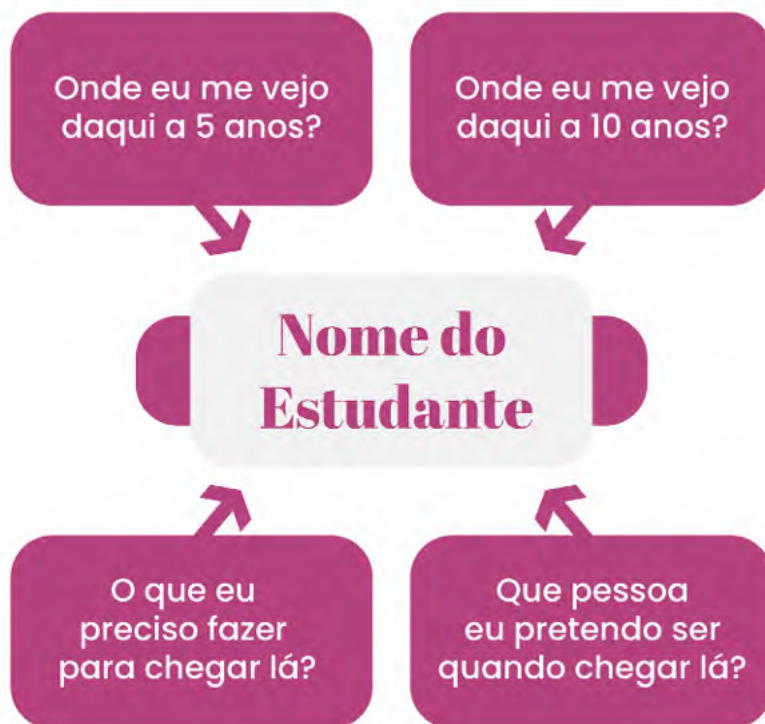 Onde eu me vejo
daqui a 5 anos?
Onde eu me vejo
daqui a 10 anos?
Nome do
Estudante
O que eu
preciso fazer
para chegar lá?
Que pessoa
eu pretendo ser
quando chegar lá?